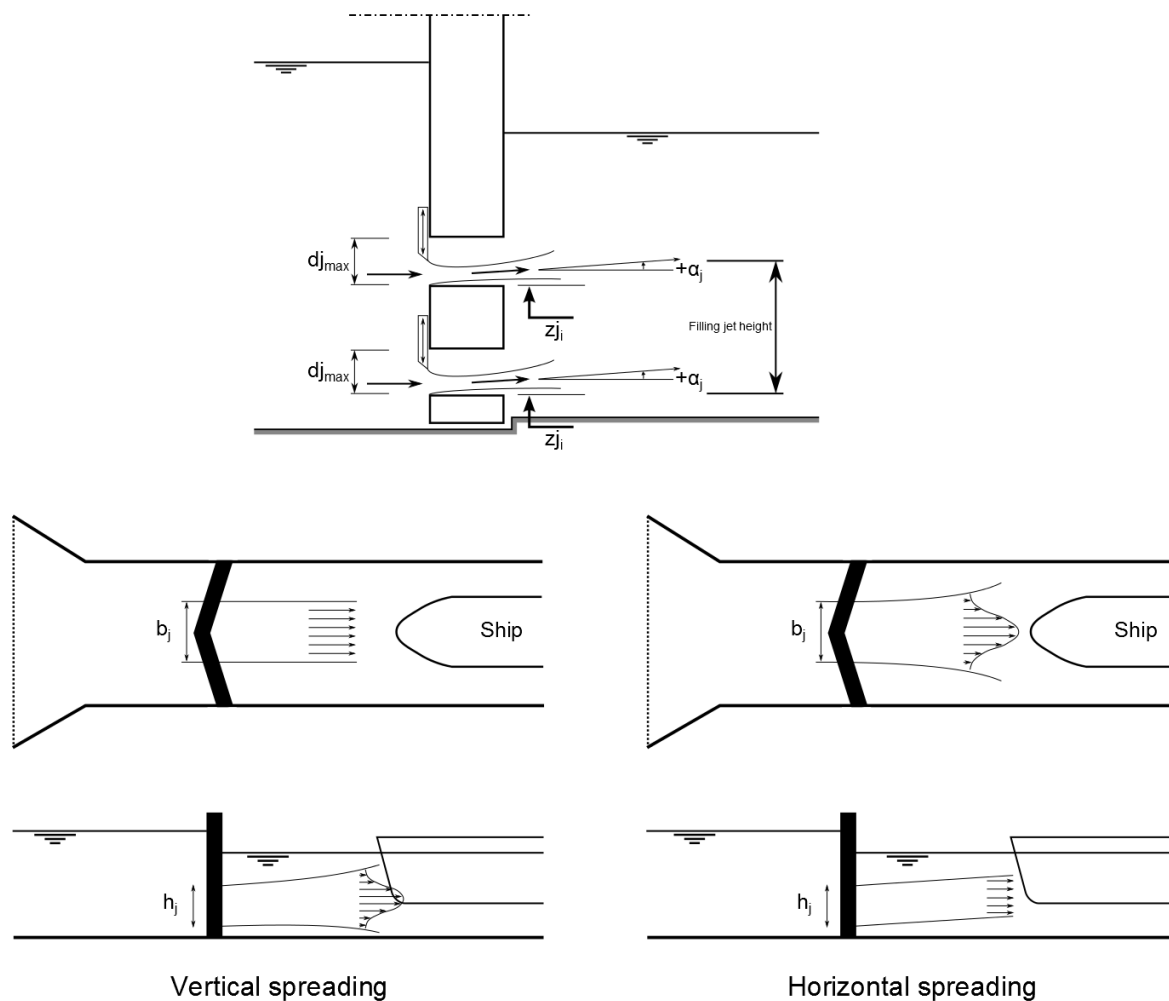 dj_max
+α_j
zj_i
Filling jet height
dj_max
+α_j
zj_i
b_j
Ship
b_j
Ship
h_j
h_j
Vertical spreading
Horizontal spreading